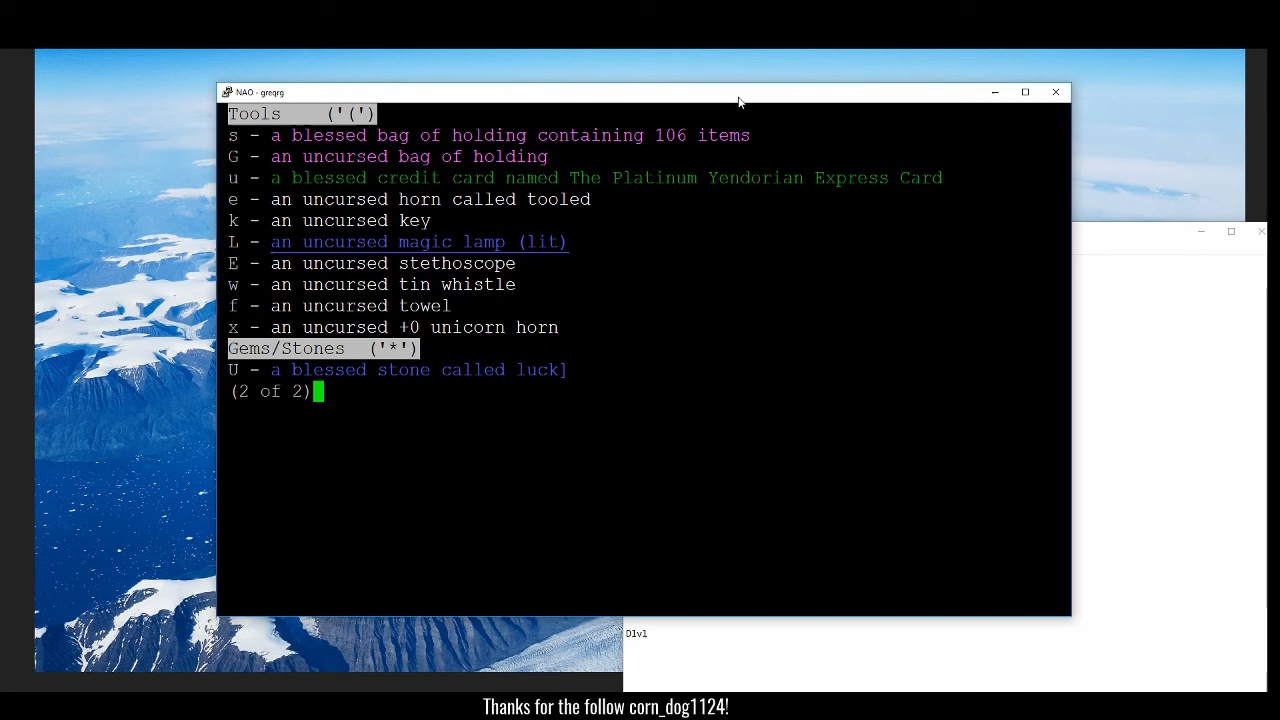 NAO - greqrg
Tools    ('(')
s - a blessed bag of holding containing 106 items
G - an uncursed bag of holding
u - a blessed credit card named The Platinum Yendorian Express Card
e - an uncursed horn called tooled
k - an uncursed key
L - an uncursed magic lamp (lit)
E - an uncursed stethoscope
w - an uncursed tin whistle
f - an uncursed towel
x - an uncursed +0 unicorn horn
Gems/Stones  ('*')
U - a blessed stone called luck]
(2 of 2)
Dlvl
Thanks for the follow corn_dog1124!